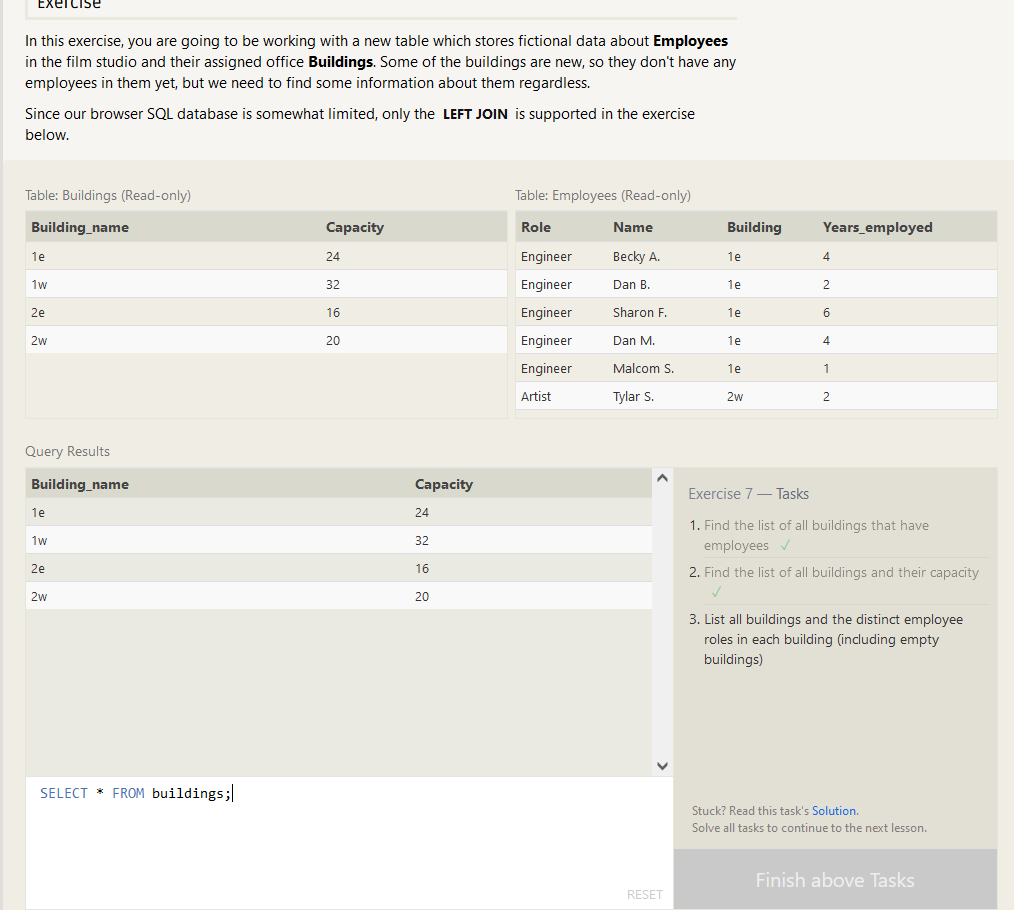 Exercise
In this exercise, you are going to be working with a new table which stores fictional data about Employees
in the film studio and their assigned office Buildings. Some of the buildings are new, so they don't have any
employees in them yet, but we need to find some information about them regardless.
Since our browser SQL database is somewhat limited, only the LEFT JOIN is supported in the exercise
below.
Table: Buildings (Read-only)
Building_name Capacity
1e 24
1w 32
2e 16
2w 20
Table: Employees (Read-only)
Role Name Building Years_employed
Engineer Becky A. 1e 4
Engineer Dan B. 1e 2
Engineer Sharon F. 1e 6
Engineer Dan M. 1e 4
Engineer Malcom S. 1e 1
Artist Tylar S. 2w 2
Query Results
Building_name Capacity
1e 24
1w 32
2e 16
2w 20
SELECT * FROM buildings;
RESET
Exercise 7 — Tasks
1. Find the list of all buildings that have
employees ✓
2. Find the list of all buildings and their capacity
✓
3. List all buildings and the distinct employee
roles in each building (including empty
buildings)
Stuck? Read this task's Solution.
Solve all tasks to continue to the next lesson.
Finish above Tasks